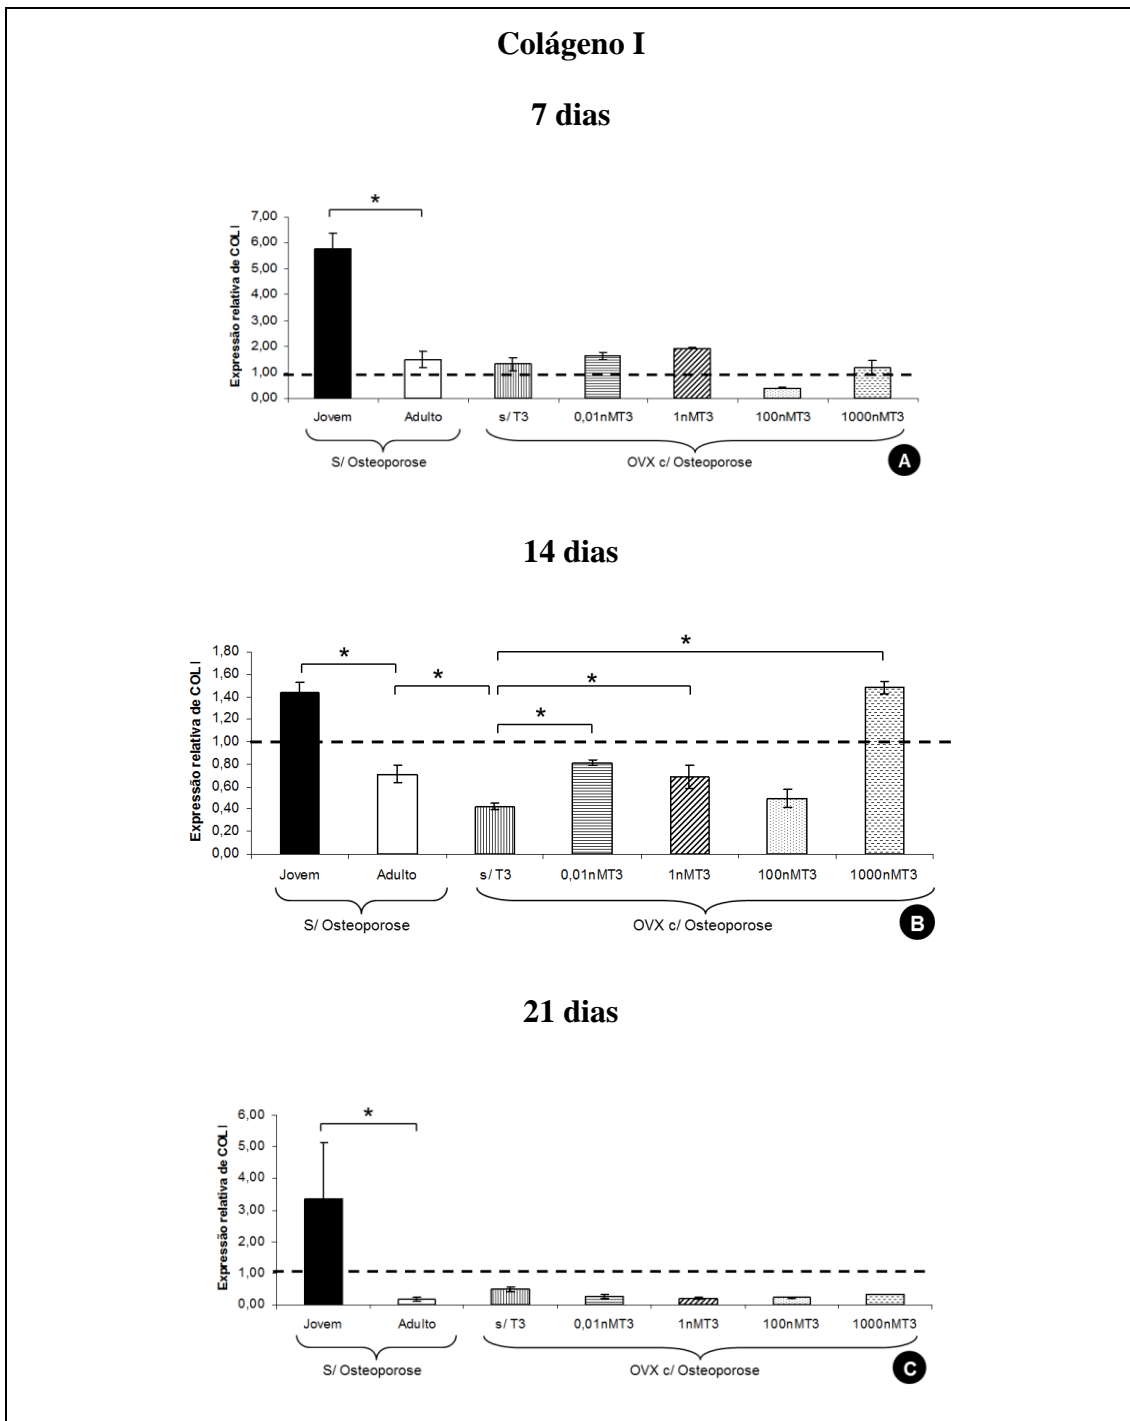 Colágeno I
7 dias
*
Expressão relativa de COL I
7,00
6,00
5,00
4,00
3,00
2,00
1,00
0,00
Jovem Adulto s/ T3 0,01nMT3 1nMT3 100nMT3 1000nMT3
S/ Osteoporose OVX c/ Osteoporose
A
14 dias
*
*
*
*
*
Expressão relativa de COL I
1,80
1,60
1,40
1,20
1,00
0,80
0,60
0,40
0,20
0,00
Jovem Adulto s/ T3 0,01nMT3 1nMT3 100nMT3 1000nMT3
S/ Osteoporose OVX c/ Osteoporose
B
21 dias
*
Expressão relativa de COL I
6,00
5,00
4,00
3,00
2,00
1,00
0,00
Jovem Adulto s/ T3 0,01nMT3 1nMT3 100nMT3 1000nMT3
S/ Osteoporose OVX c/ Osteoporose
C